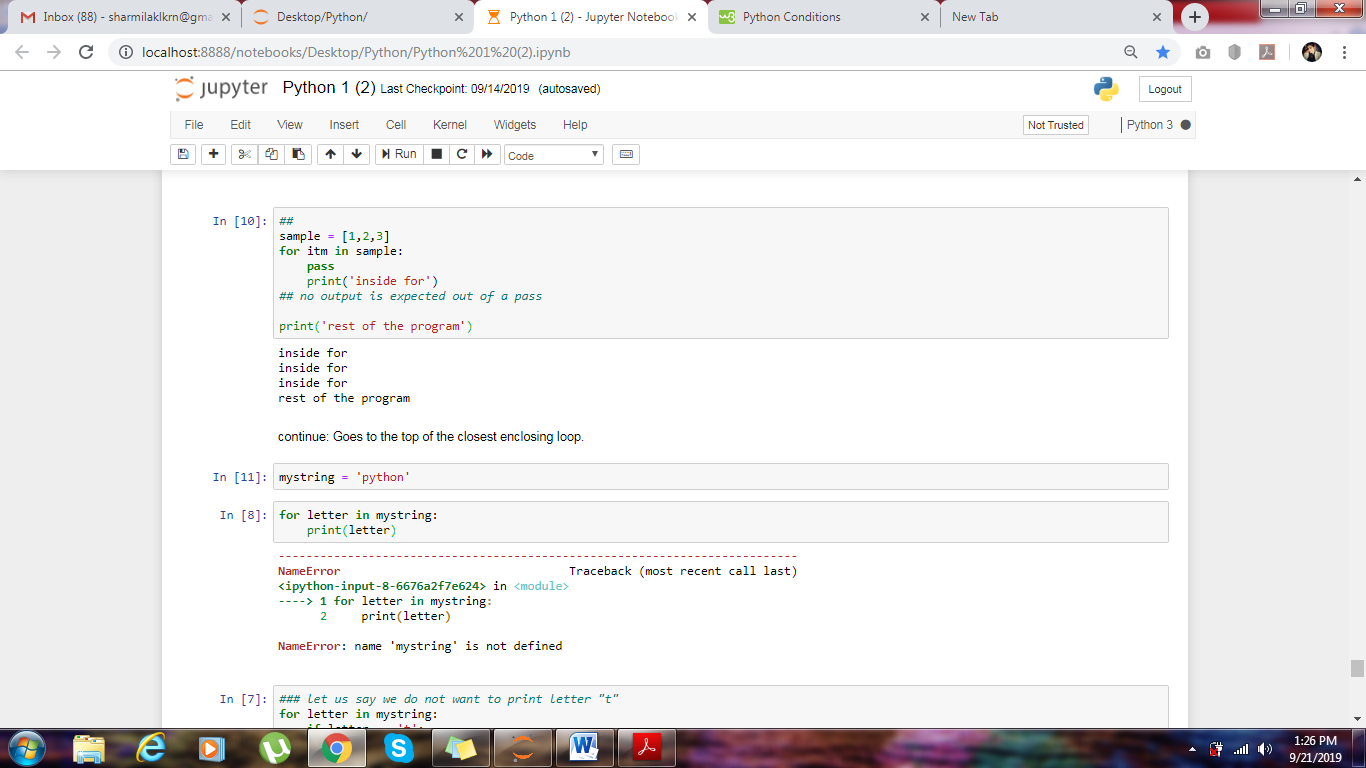 Inbox (88) - sharmilaklkrn@gma
Desktop/Python/
Python 1 (2) - Jupyter Notebook
Python Conditions
New Tab
localhost:8888/notebooks/Desktop/Python/Python%201%20(2).ipynb
jupyter Python 1 (2) Last Checkpoint: 09/14/2019 (autosaved)
Logout
File Edit View Insert Cell Kernel Widgets Help
Not Trusted
Python 3
Run
Code
In [10]:
##
sample = [1,2,3]
for itm in sample:
    pass
    print('inside for')
## no output is expected out of a pass
print('rest of the program')
inside for
inside for
inside for
rest of the program
continue: Goes to the top of the closest enclosing loop.
In [11]: mystring = 'python'
In [8]: for letter in mystring:
    print(letter)
---------------------------------------------------------------------------
NameError                                 Traceback (most recent call last)
<ipython-input-8-6676a2f7e624> in <module>
----> 1 for letter in mystring:
      2     print(letter)
NameError: name 'mystring' is not defined
In [7]: ### let us say we do not want to print letter "t"
for letter in mystring:
1:26 PM
9/21/2019